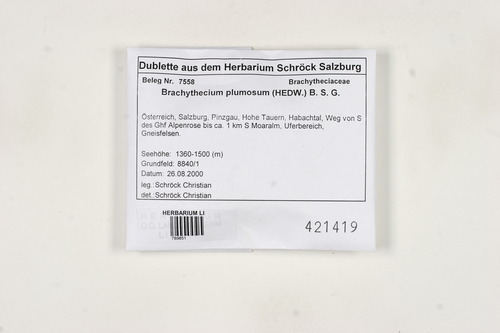 Dublette aus dem Herbarium Schröck Salzburg
Beleg Nr. 7558 Brachytheciaceae
Brachythecium plumosum (HEDW.) B. S. G.
Österreich, Salzburg, Pinzgau, Hohe Tauern, Habachtal, Weg von S
des Ghf Alpenrose bis ca. 1 km S Moaralm, Uferbereich,
Gneisfelsen.
Seehöhe: 1360-1500 (m)
Grundfeld: 8840/1
Datum: 26.08.2000
leg.:Schröck Christian
det.:Schröck Christian
HERBARIUM LI
789851
421419